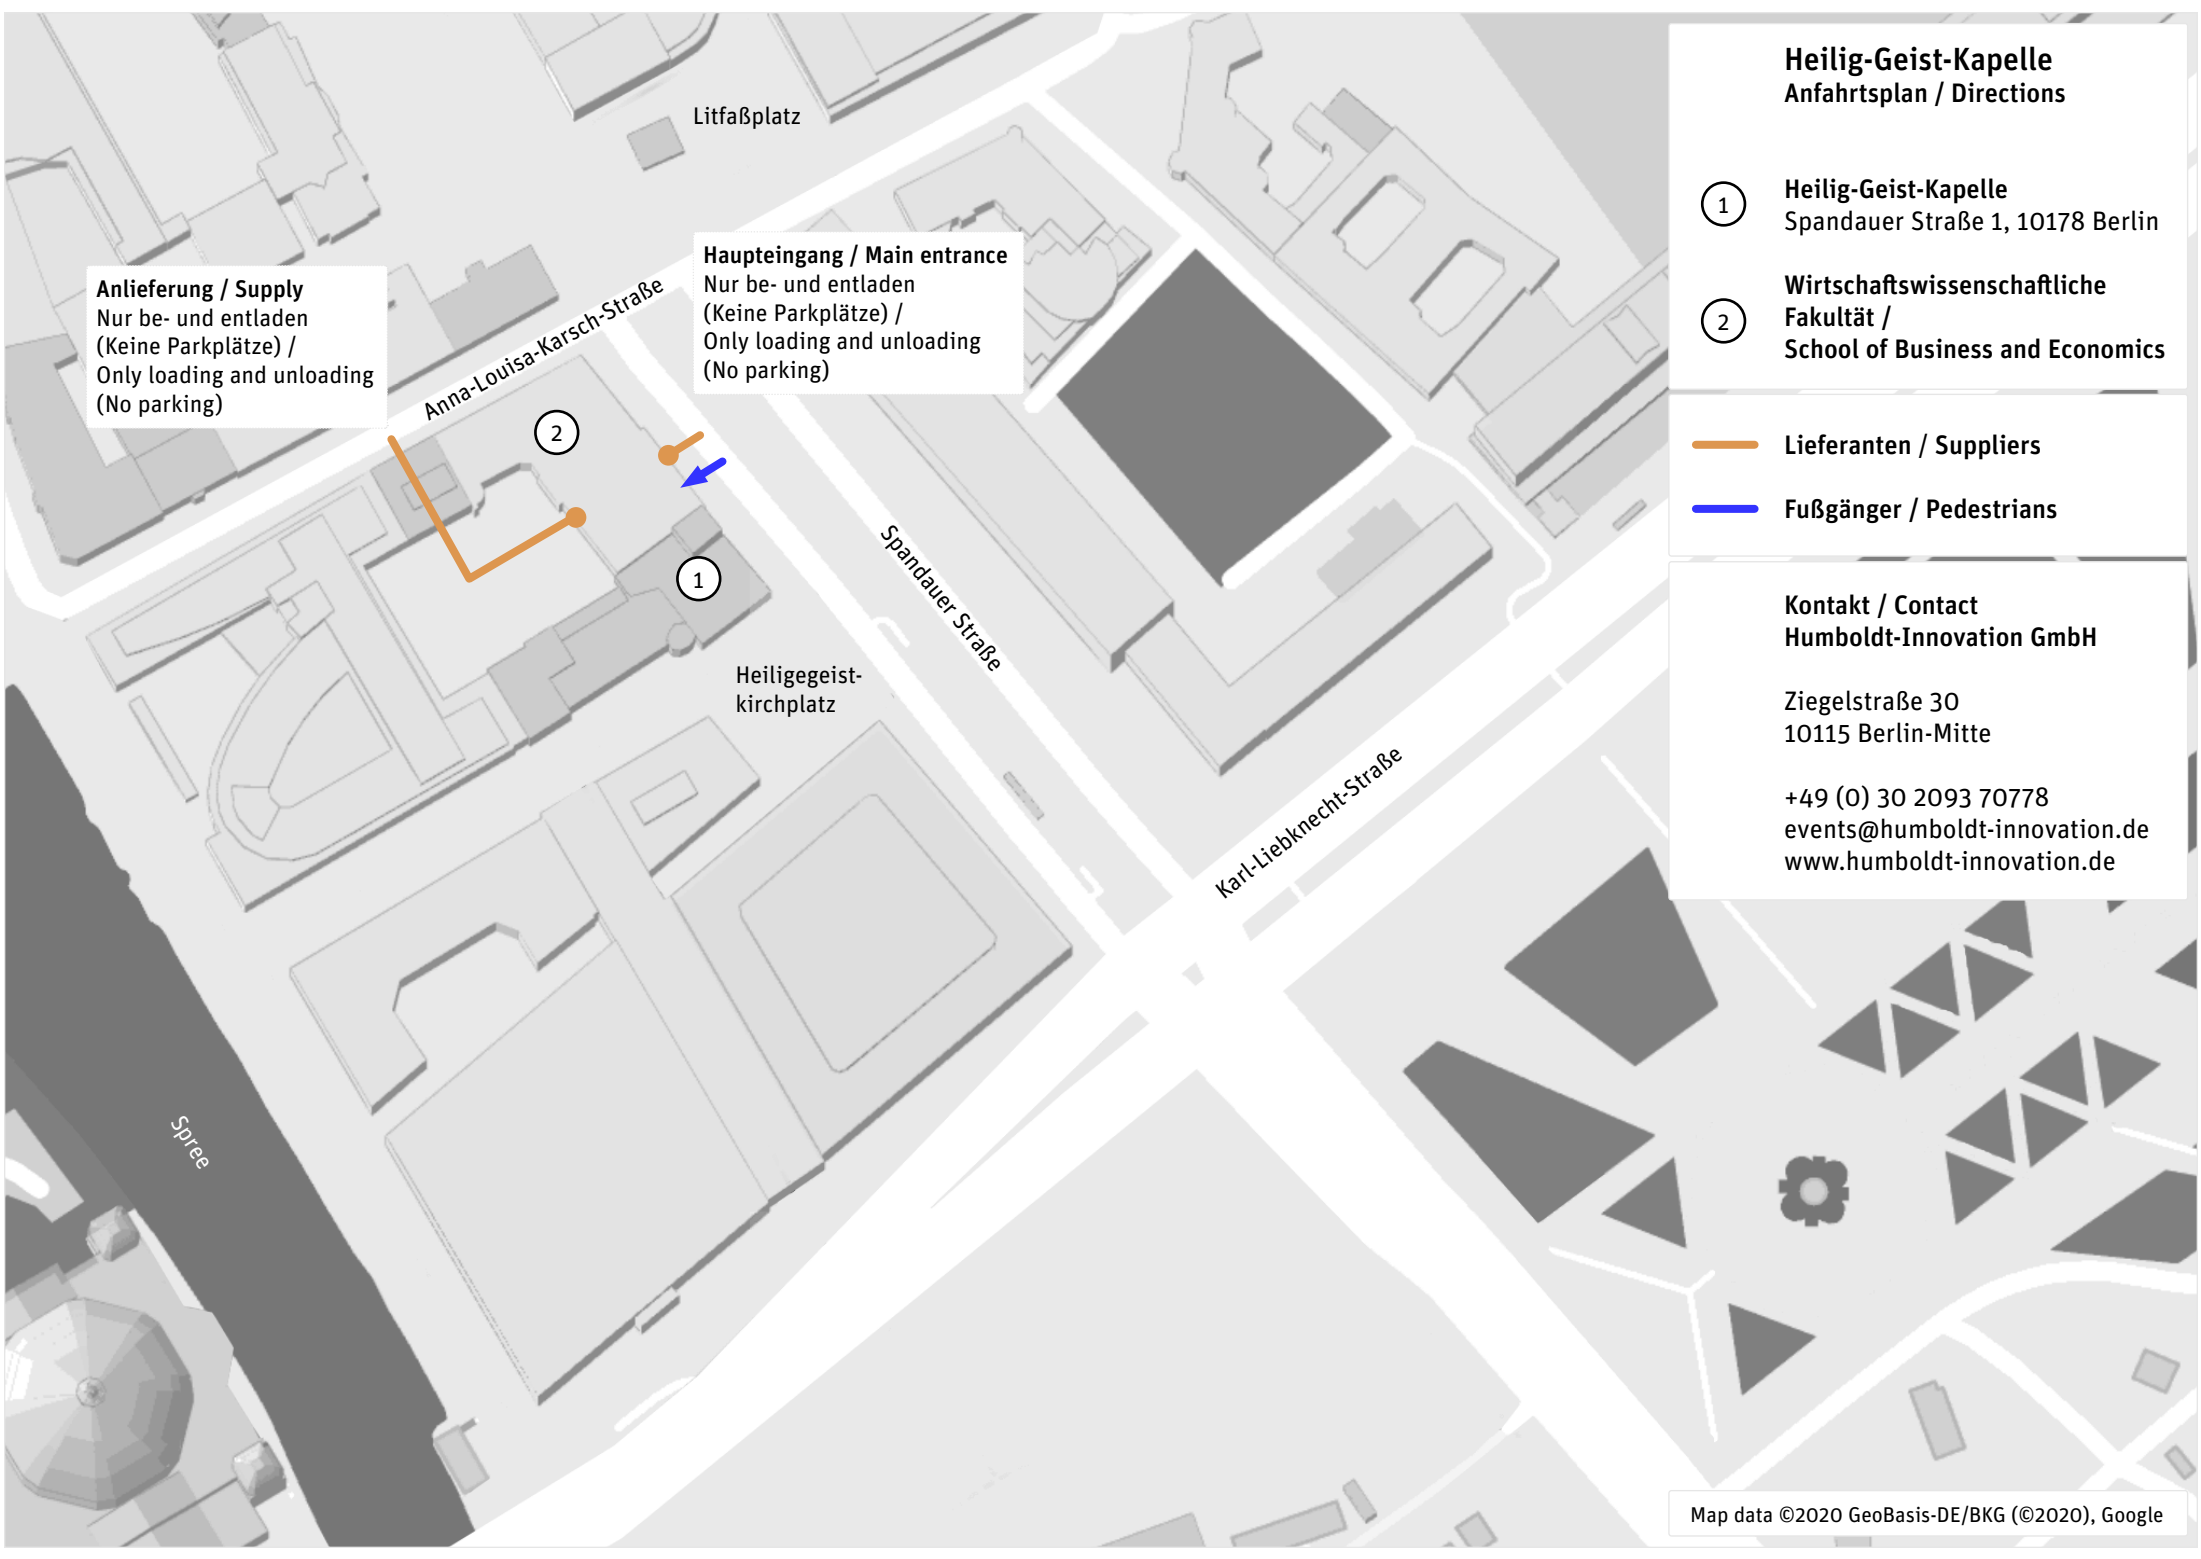 Litfaßplatz
Anlieferung / Supply
Nur be- und entladen
(Keine Parkplätze) /
Only loading and unloading
(No parking)
Haupteingang / Main entrance
Nur be- und entladen
(Keine Parkplätze) /
Only loading and unloading
(No parking)
Anna-Louisa-Karsch-Straße
2
1
Spandauer Straße
Heiligegeist-
kirchplatz
Karl-Liebknecht-Straße
Spree
Heilig-Geist-Kapelle
Anfahrtsplan / Directions
1
Heilig-Geist-Kapelle
Spandauer Straße 1, 10178 Berlin
2
Wirtschaftswissenschaftliche
Fakultät /
School of Business and Economics
Lieferanten / Suppliers
Fußgänger / Pedestrians
Kontakt / Contact
Humboldt-Innovation GmbH
Ziegelstraße 30
10115 Berlin-Mitte
+49 (0) 30 2093 70778
events@humboldt-innovation.de
www.humboldt-innovation.de
Map data ©2020 GeoBasis-DE/BKG (©2020), Google